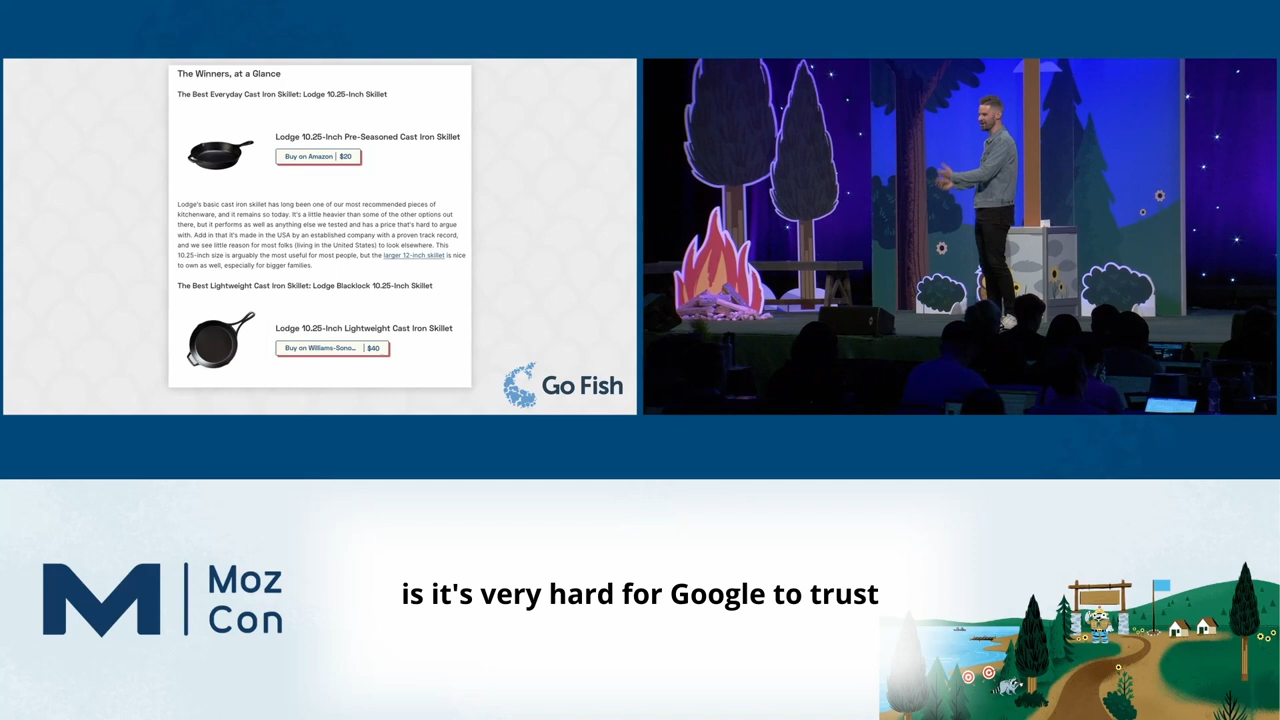 The Winners, at a Glance
The Best Everyday Cast Iron Skillet: Lodge 10.25-Inch Skillet
Lodge 10.25-Inch Pre-Seasoned Cast Iron Skillet
Buy on Amazon | $20
Lodge's basic cast iron skillet has long been one of our most recommended pieces of
kitchenware, and it remains so today. It's a little heavier than some of the other options out
there, but it performs as well as anything else we tested and has a price that's hard to argue
with. Add in that it's made in the USA by an established company with a proven track record,
and we see little reason for most folks (living in the United States) to look elsewhere. This
10.25-inch size is arguably the most useful for most people, but the larger 12-inch skillet is nice
to own as well, especially for bigger families.
The Best Lightweight Cast Iron Skillet: Lodge Blacklock 10.25-Inch Skillet
Lodge 10.25-Inch Lightweight Cast Iron Skillet
Buy on Williams-Sono... | $40
Go Fish
Moz
Con
is it's very hard for Google to trust